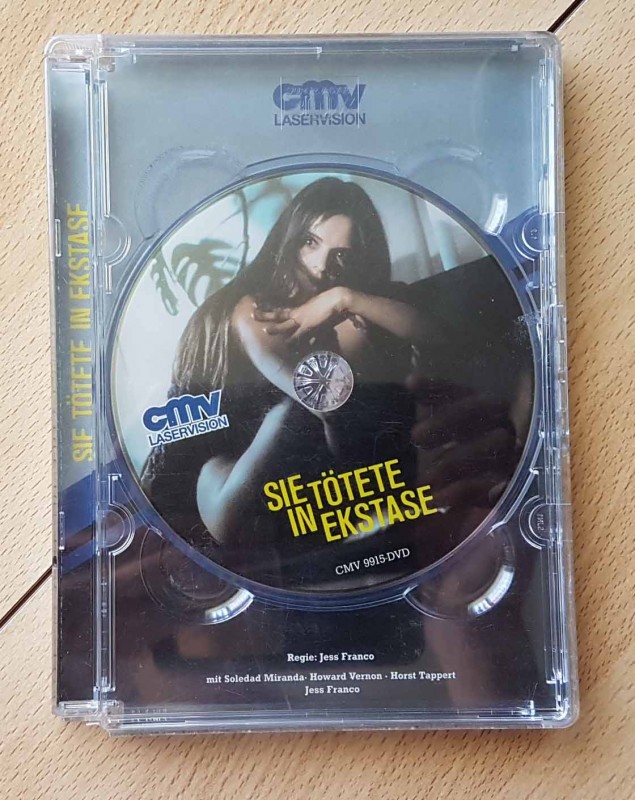 cmv
LASERVISION
SIE TÖTETE IN EKSTASE
cmv
LASERVISION
SIE TÖTETE
IN EKSTASE
CMV 9915-DVD
Regie: Jess Franco
mit Soledad Miranda · Howard Vernon · Horst Tappert
Jess Franco